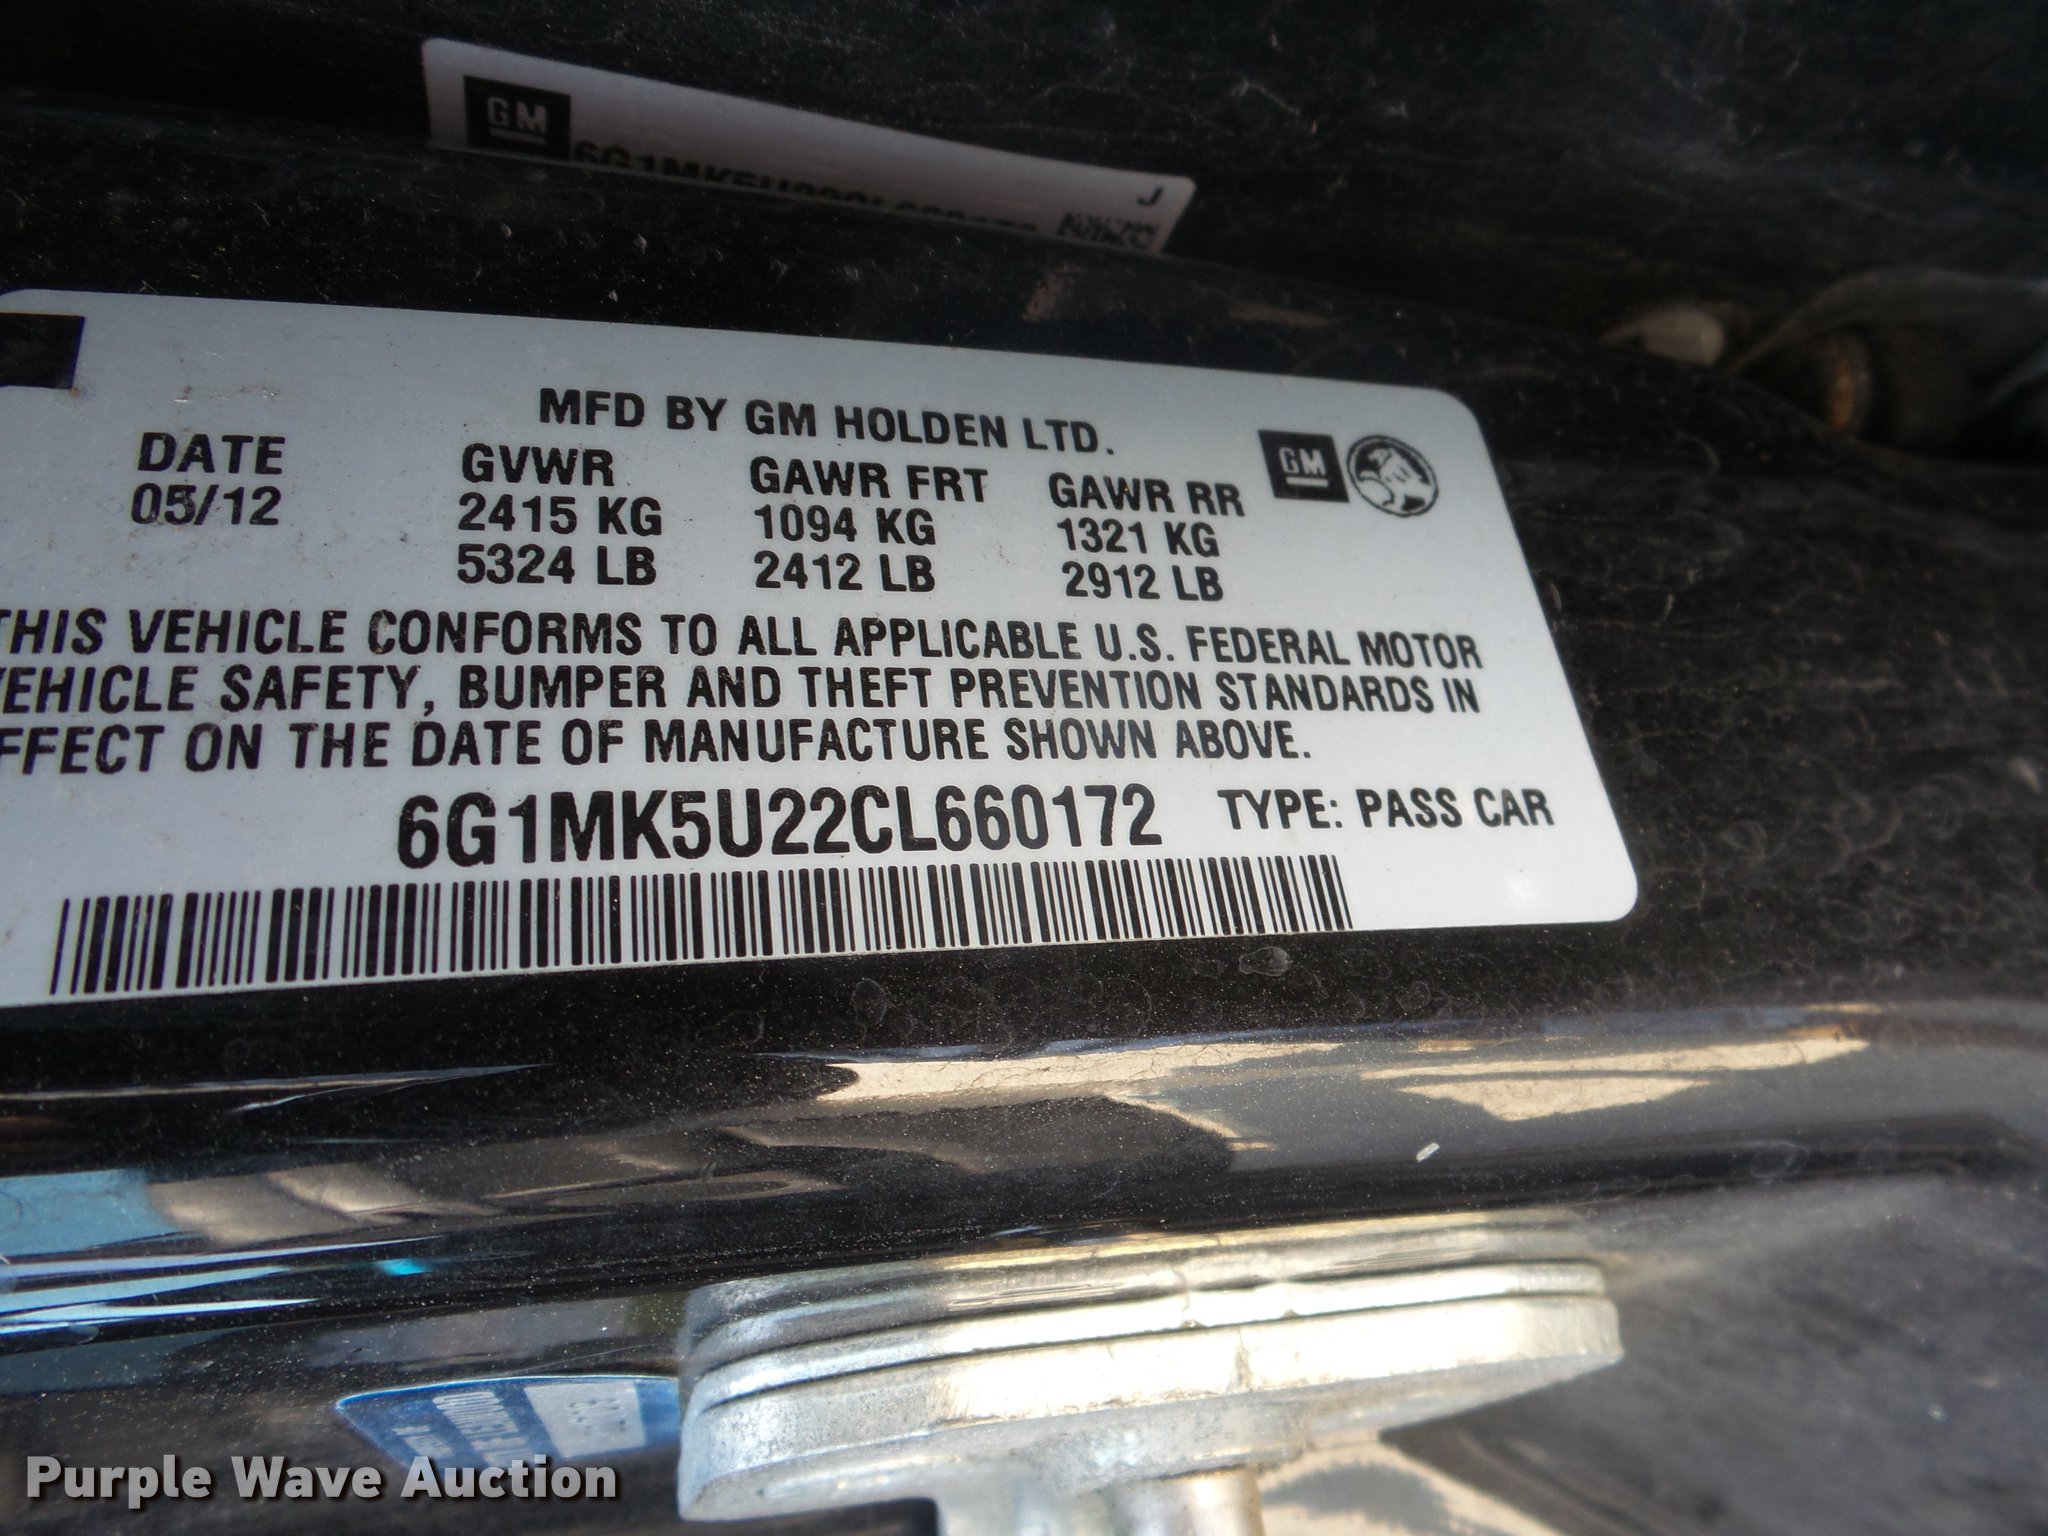 GM
J
MFD BY GM HOLDEN LTD.
DATE GVWR GAWR FRT GAWR RR GM
05/12 2415 KG 1094 KG 1321 KG
5324 LB 2412 LB 2912 LB
THIS VEHICLE CONFORMS TO ALL APPLICABLE U.S. FEDERAL MOTOR
VEHICLE SAFETY, BUMPER AND THEFT PREVENTION STANDARDS IN
FFECT ON THE DATE OF MANUFACTURE SHOWN ABOVE.
6G1MK5U22CL660172 TYPE: PASS CAR
Purple Wave Auction